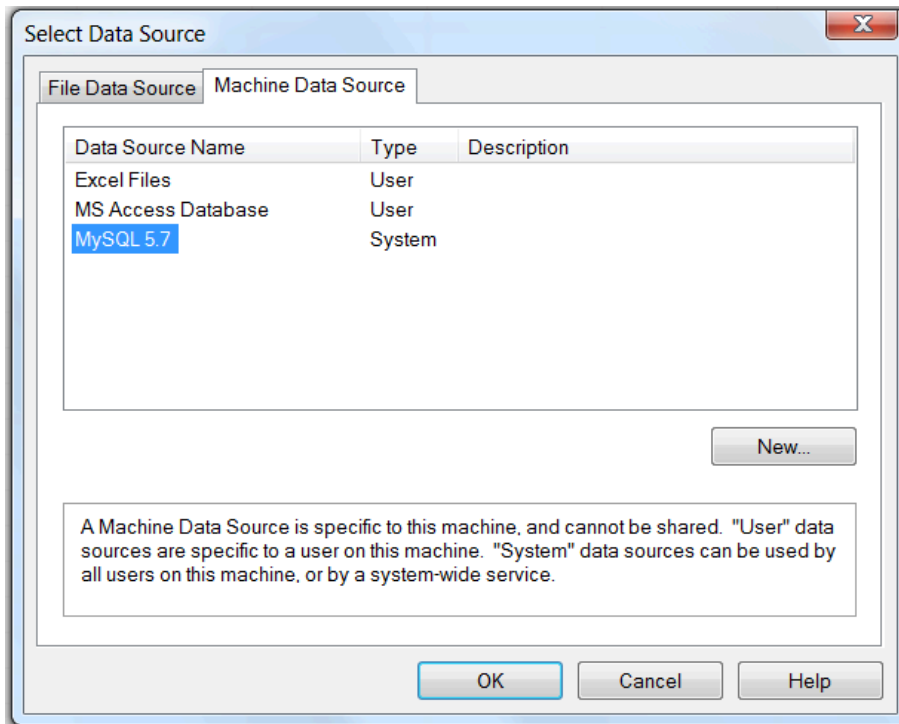 Select Data Source
File Data Source Machine Data Source
Data Source Name Type Description
Excel Files User
MS Access Database User
MySQL 5.7 System
New...
A Machine Data Source is specific to this machine, and cannot be shared. "User" data
sources are specific to a user on this machine. "System" data sources can be used by
all users on this machine, or by a system-wide service.
OK Cancel Help